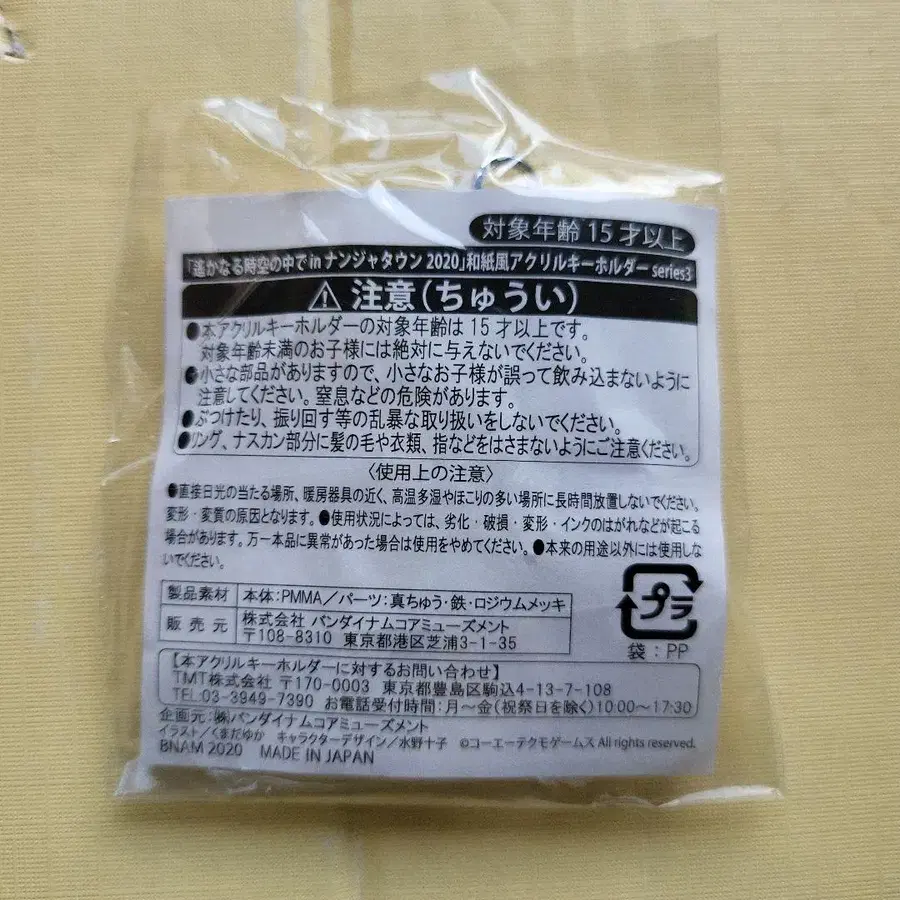 対象年齢 15才以上
「遙かなる時空の中で in ナンジャタウン 2020」和紙風アクリルキーホルダー series3
注意(ちゅうい)
●本アクリルキーホルダーの対象年齢は15才以上です。
対象年齢未満のお子様には絶対に与えないでください。
●小さな部品がありますので、小さなお子様が誤って飲み込まないように
注意してください。窒息などの危険があります。
●ぶつけたり、振り回す等の乱暴な取り扱いをしないでください。
●リング、ナスカン部分に髪の毛や衣類、指などをはさまないようにご注意ください。
〈使用上の注意〉
●直接日光の当たる場所、暖房器具の近く、高温多湿やほこりの多い場所に長時間放置しないでください。
変形・変質の原因となります。●使用状況によっては、劣化・破損・変形・インクのはがれなどが起こる
場合があります。万一本品に異常があった場合は使用をやめてください。●本来の用途以外には使用しな
いでください。
製品素材 本体:PMMA/パーツ:真ちゅう・鉄・ロジウムメッキ
販売元 株式会社 バンダイナムコアミューズメント
〒108-8310 東京都港区芝浦3-1-35
プラ
袋:PP
【本アクリルキーホルダーに対するお問い合わせ】
TMT株式会社 〒170-0003 東京都豊島区駒込4-13-7-108
TEL:03-3949-7390 お電話受付時間:月~金(祝祭日を除く)10:00~17:30
企画元:㈱バンダイナムコアミューズメント
イラスト/くまだゆか キャラクターデザイン/水野十子 ©コーエーテクモゲームス All rights reserved.
BNAM 2020 MADE IN JAPAN